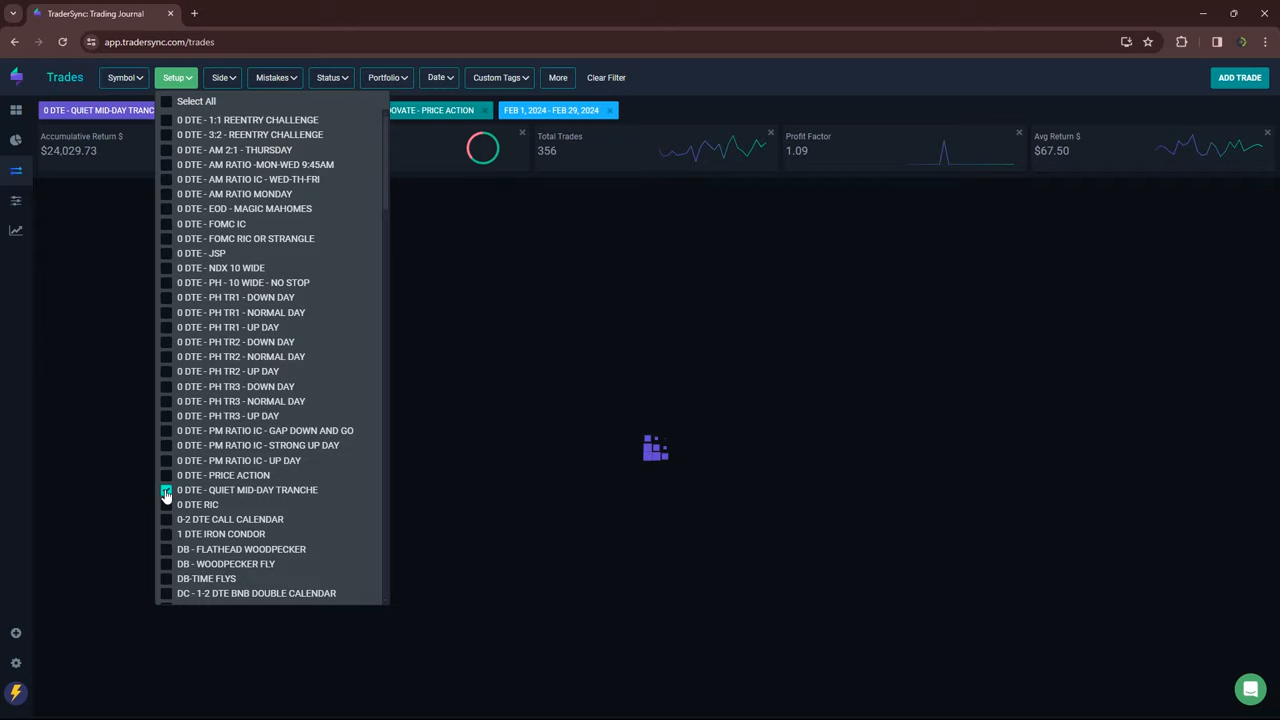 TraderSync: Trading Journal
app.tradersync.com/trades
Trades
Symbol
Setup
Side
Mistakes
Status
Portfolio
Date
Custom Tags
More
Clear Filter
ADD TRADE
0 DTE - QUIET MID-DAY TRANC
OVATE - PRICE ACTION
FEB 1, 2024 - FEB 29, 2024
Accumulative Return $
$24,029.73
Total Trades
356
Profit Factor
1.09
Avg Return $
$67.50
Select All
0 DTE - 1:1 REENTRY CHALLENGE
0 DTE - 3:2 - REENTRY CHALLENGE
0 DTE - AM 2:1 - THURSDAY
0 DTE - AM RATIO -MON-WED 9:45AM
0 DTE - AM RATIO IC - WED-TH-FRI
0 DTE - AM RATIO MONDAY
0 DTE - EOD - MAGIC MAHOMES
0 DTE - FOMC IC
0 DTE - FOMC RIC OR STRANGLE
0 DTE - JSP
0 DTE - NDX 10 WIDE
0 DTE - PH - 10 WIDE - NO STOP
0 DTE - PH TR1 - DOWN DAY
0 DTE - PH TR1 - NORMAL DAY
0 DTE - PH TR1 - UP DAY
0 DTE - PH TR2 - DOWN DAY
0 DTE - PH TR2 - NORMAL DAY
0 DTE - PH TR2 - UP DAY
0 DTE - PH TR3 - DOWN DAY
0 DTE - PH TR3 - NORMAL DAY
0 DTE - PH TR3 - UP DAY
0 DTE - PM RATIO IC - GAP DOWN AND GO
0 DTE - PM RATIO IC - STRONG UP DAY
0 DTE - PM RATIO IC - UP DAY
0 DTE - PRICE ACTION
0 DTE - QUIET MID-DAY TRANCHE
0 DTE RIC
0-2 DTE CALL CALENDAR
1 DTE IRON CONDOR
DB - FLATHEAD WOODPECKER
DB - WOODPECKER FLY
DB-TIME FLYS
DC - 1-2 DTE BNB DOUBLE CALENDAR